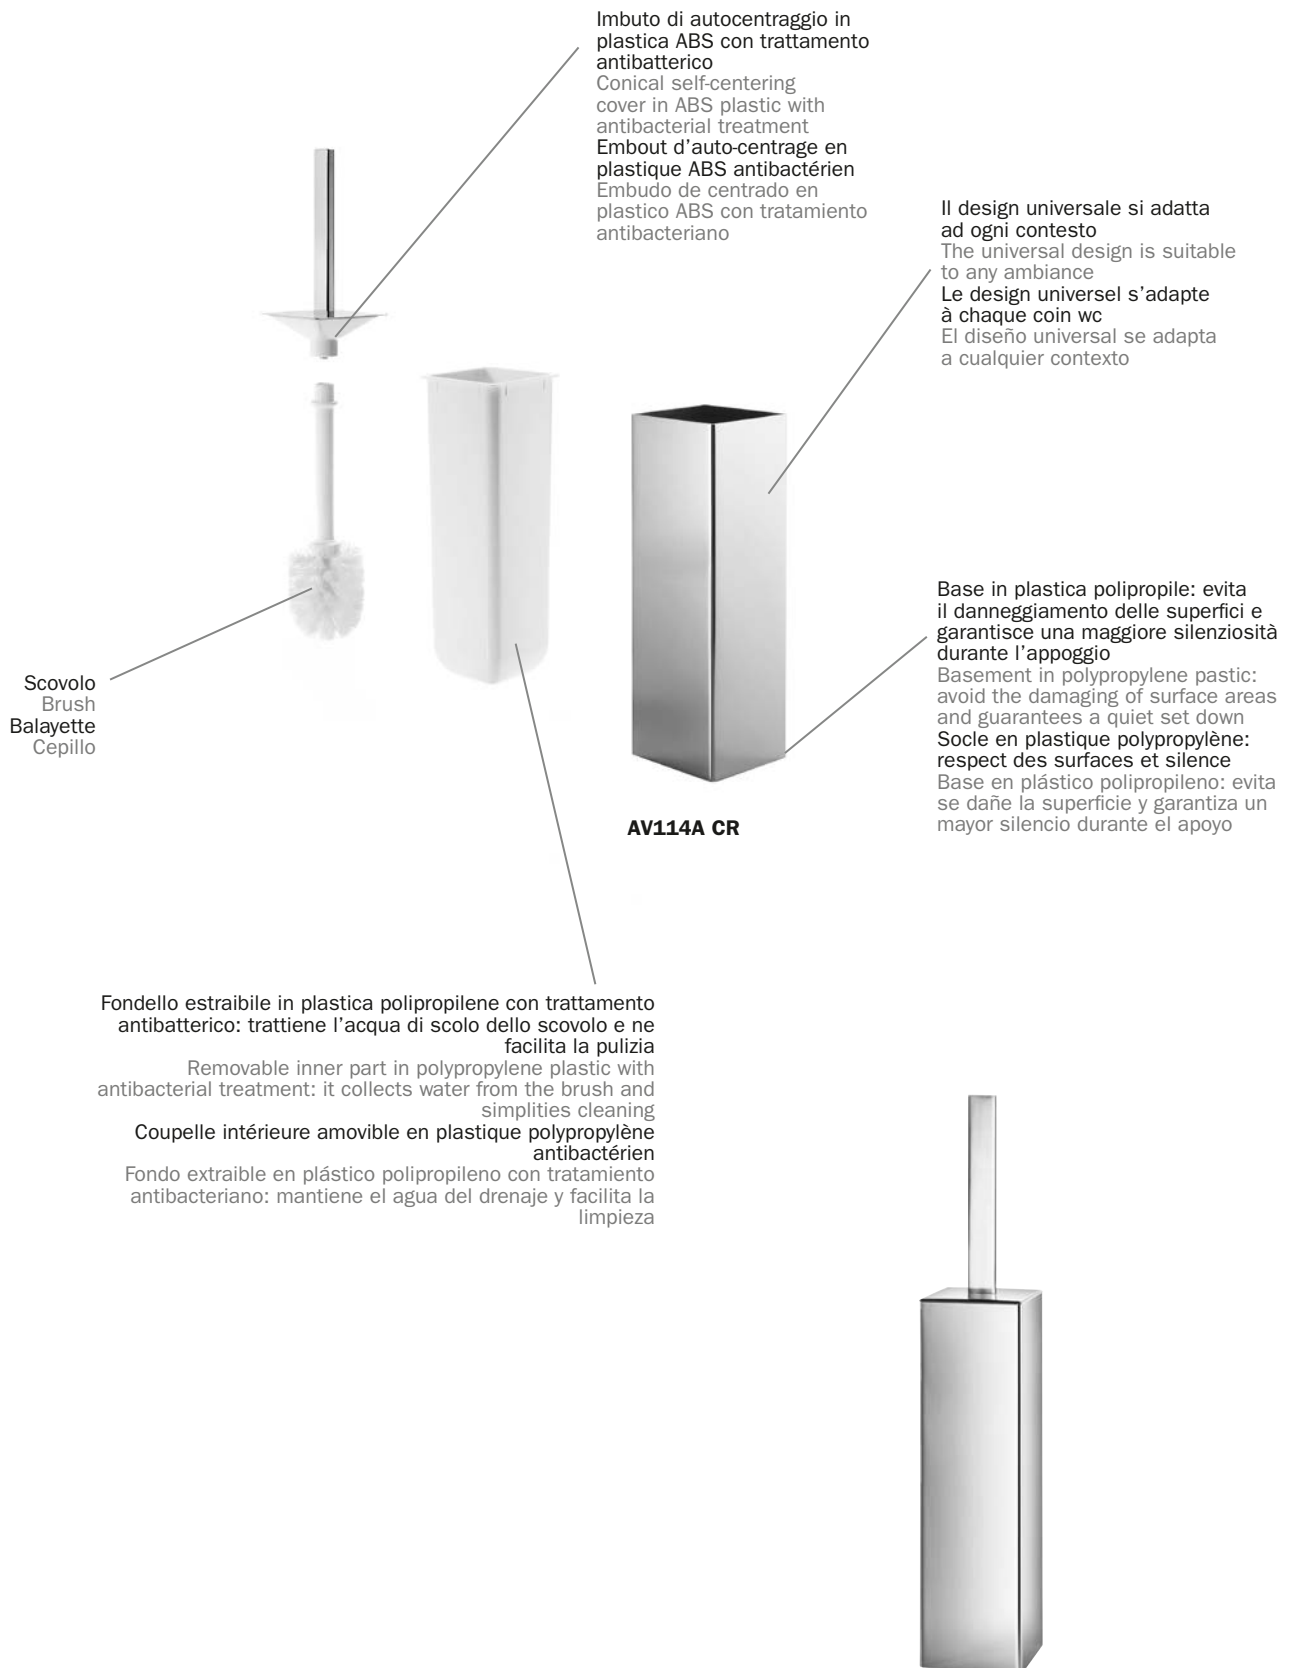 Imbuto di autocentraggio in
plastica ABS con trattamento
antibatterico
Conical self-centering
cover in ABS plastic with
antibacterial treatment
Embout d’auto-centrage en
plastique ABS antibactérien
Embudo de centrado en
plastico ABS con tratamiento
antibacteriano
Il design universale si adatta
ad ogni contesto
The universal design is suitable
to any ambiance
Le design universel s’adapte
à chaque coin wc
El diseño universal se adapta
a cualquier contexto
Base in plastica polipropile: evita
il danneggiamento delle superfici e
garantisce una maggiore silenziosità
durante l’appoggio
Basement in polypropylene pastic:
avoid the damaging of surface areas
and guarantees a quiet set down
Socle en plastique polypropylène:
respect des surfaces et silence
Base en plástico polipropileno: evita
se dañe la superficie y garantiza un
mayor silencio durante el apoyo
Scovolo
Brush
Balayette
Cepillo
AV114A CR
Fondello estraibile in plastica polipropilene con trattamento
antibatterico: trattiene l’acqua di scolo dello scovolo e ne
facilita la pulizia
Removable inner part in polypropylene plastic with
antibacterial treatment: it collects water from the brush and
simplities cleaning
Coupelle intérieure amovible en plastique polypropylène
antibactérien
Fondo extraible en plástico polipropileno con tratamiento
antibacteriano: mantiene el agua del drenaje y facilita la
limpieza